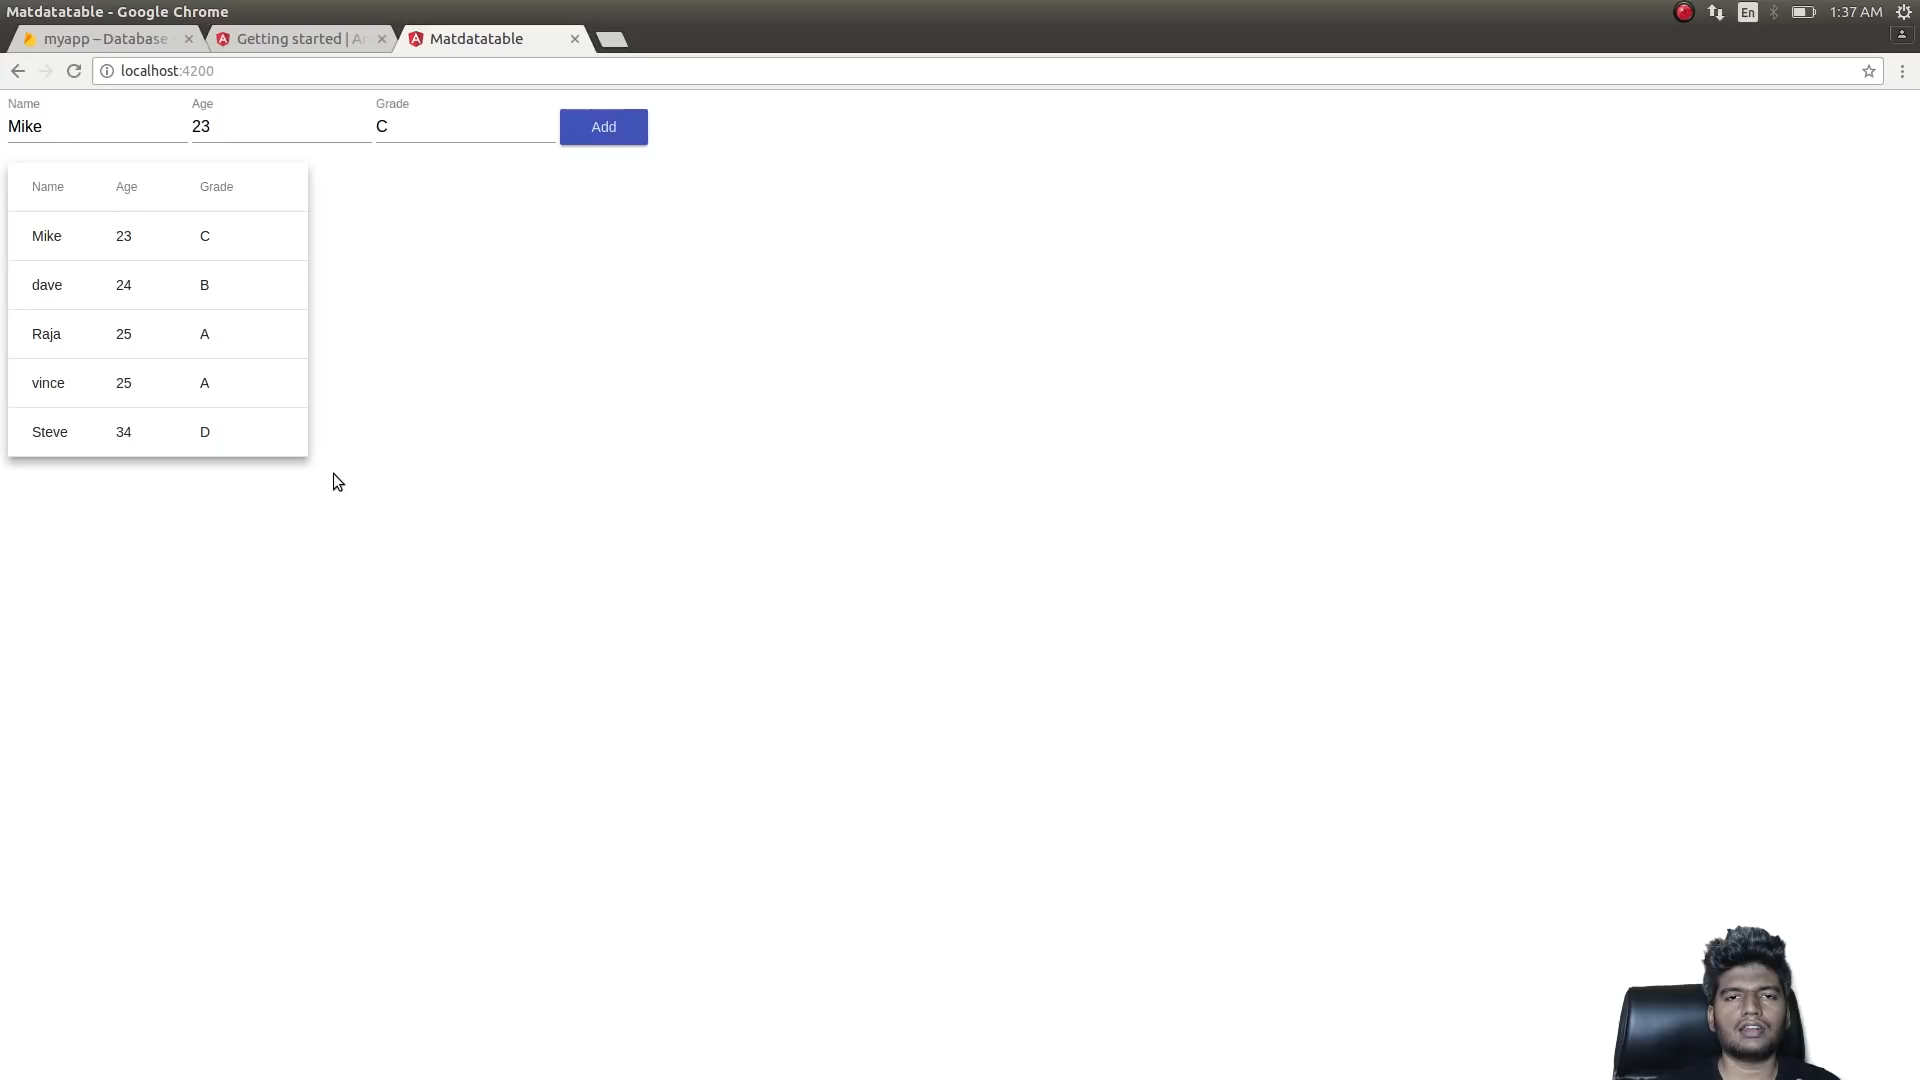 Matdatatable - Google Chrome
En
1:37 AM
myapp – Database
Getting started | A
Matdatatable
localhost:4200
Name Age Grade
Mike 23 C Add
Name Age Grade
Mike 23 C
dave 24 B
Raja 25 A
vince 25 A
Steve 34 D